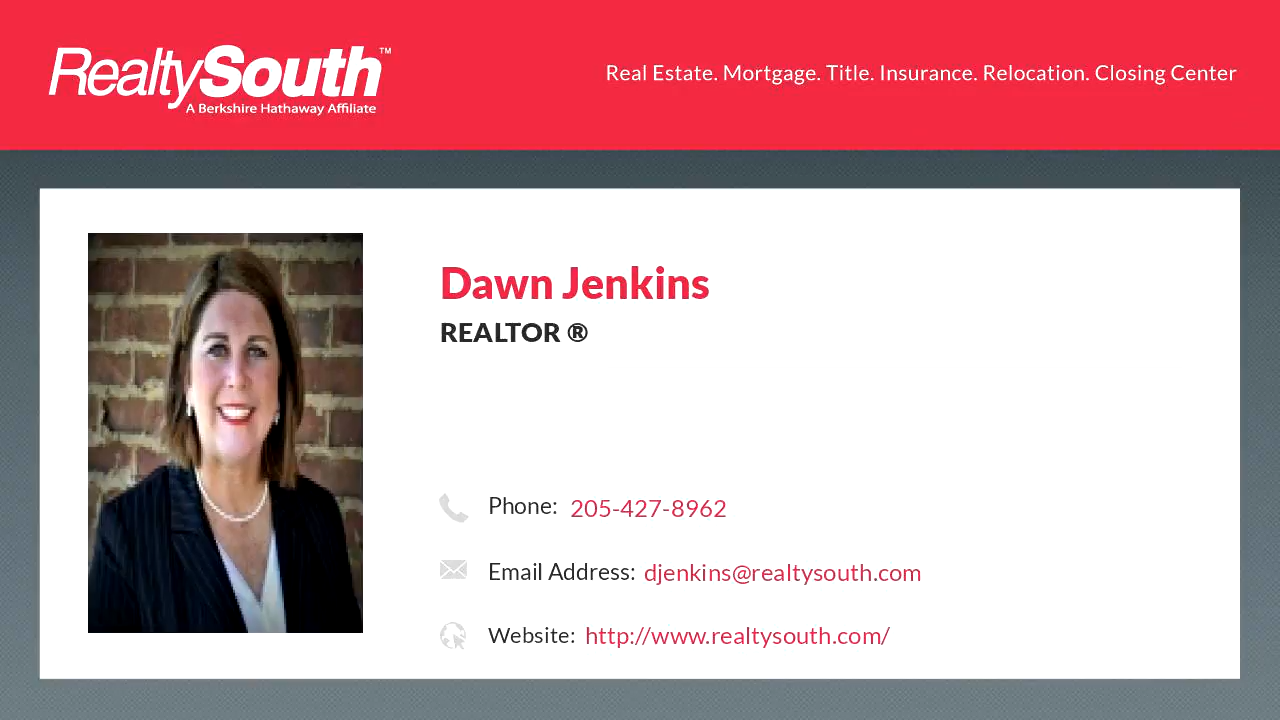 RealtySouth™
A Berkshire Hathaway Affiliate
Real Estate. Mortgage. Title. Insurance. Relocation. Closing Center
Dawn Jenkins
REALTOR ®
Phone: 205-427-8962
Email Address: djenkins@realtysouth.com
Website: http://www.realtysouth.com/